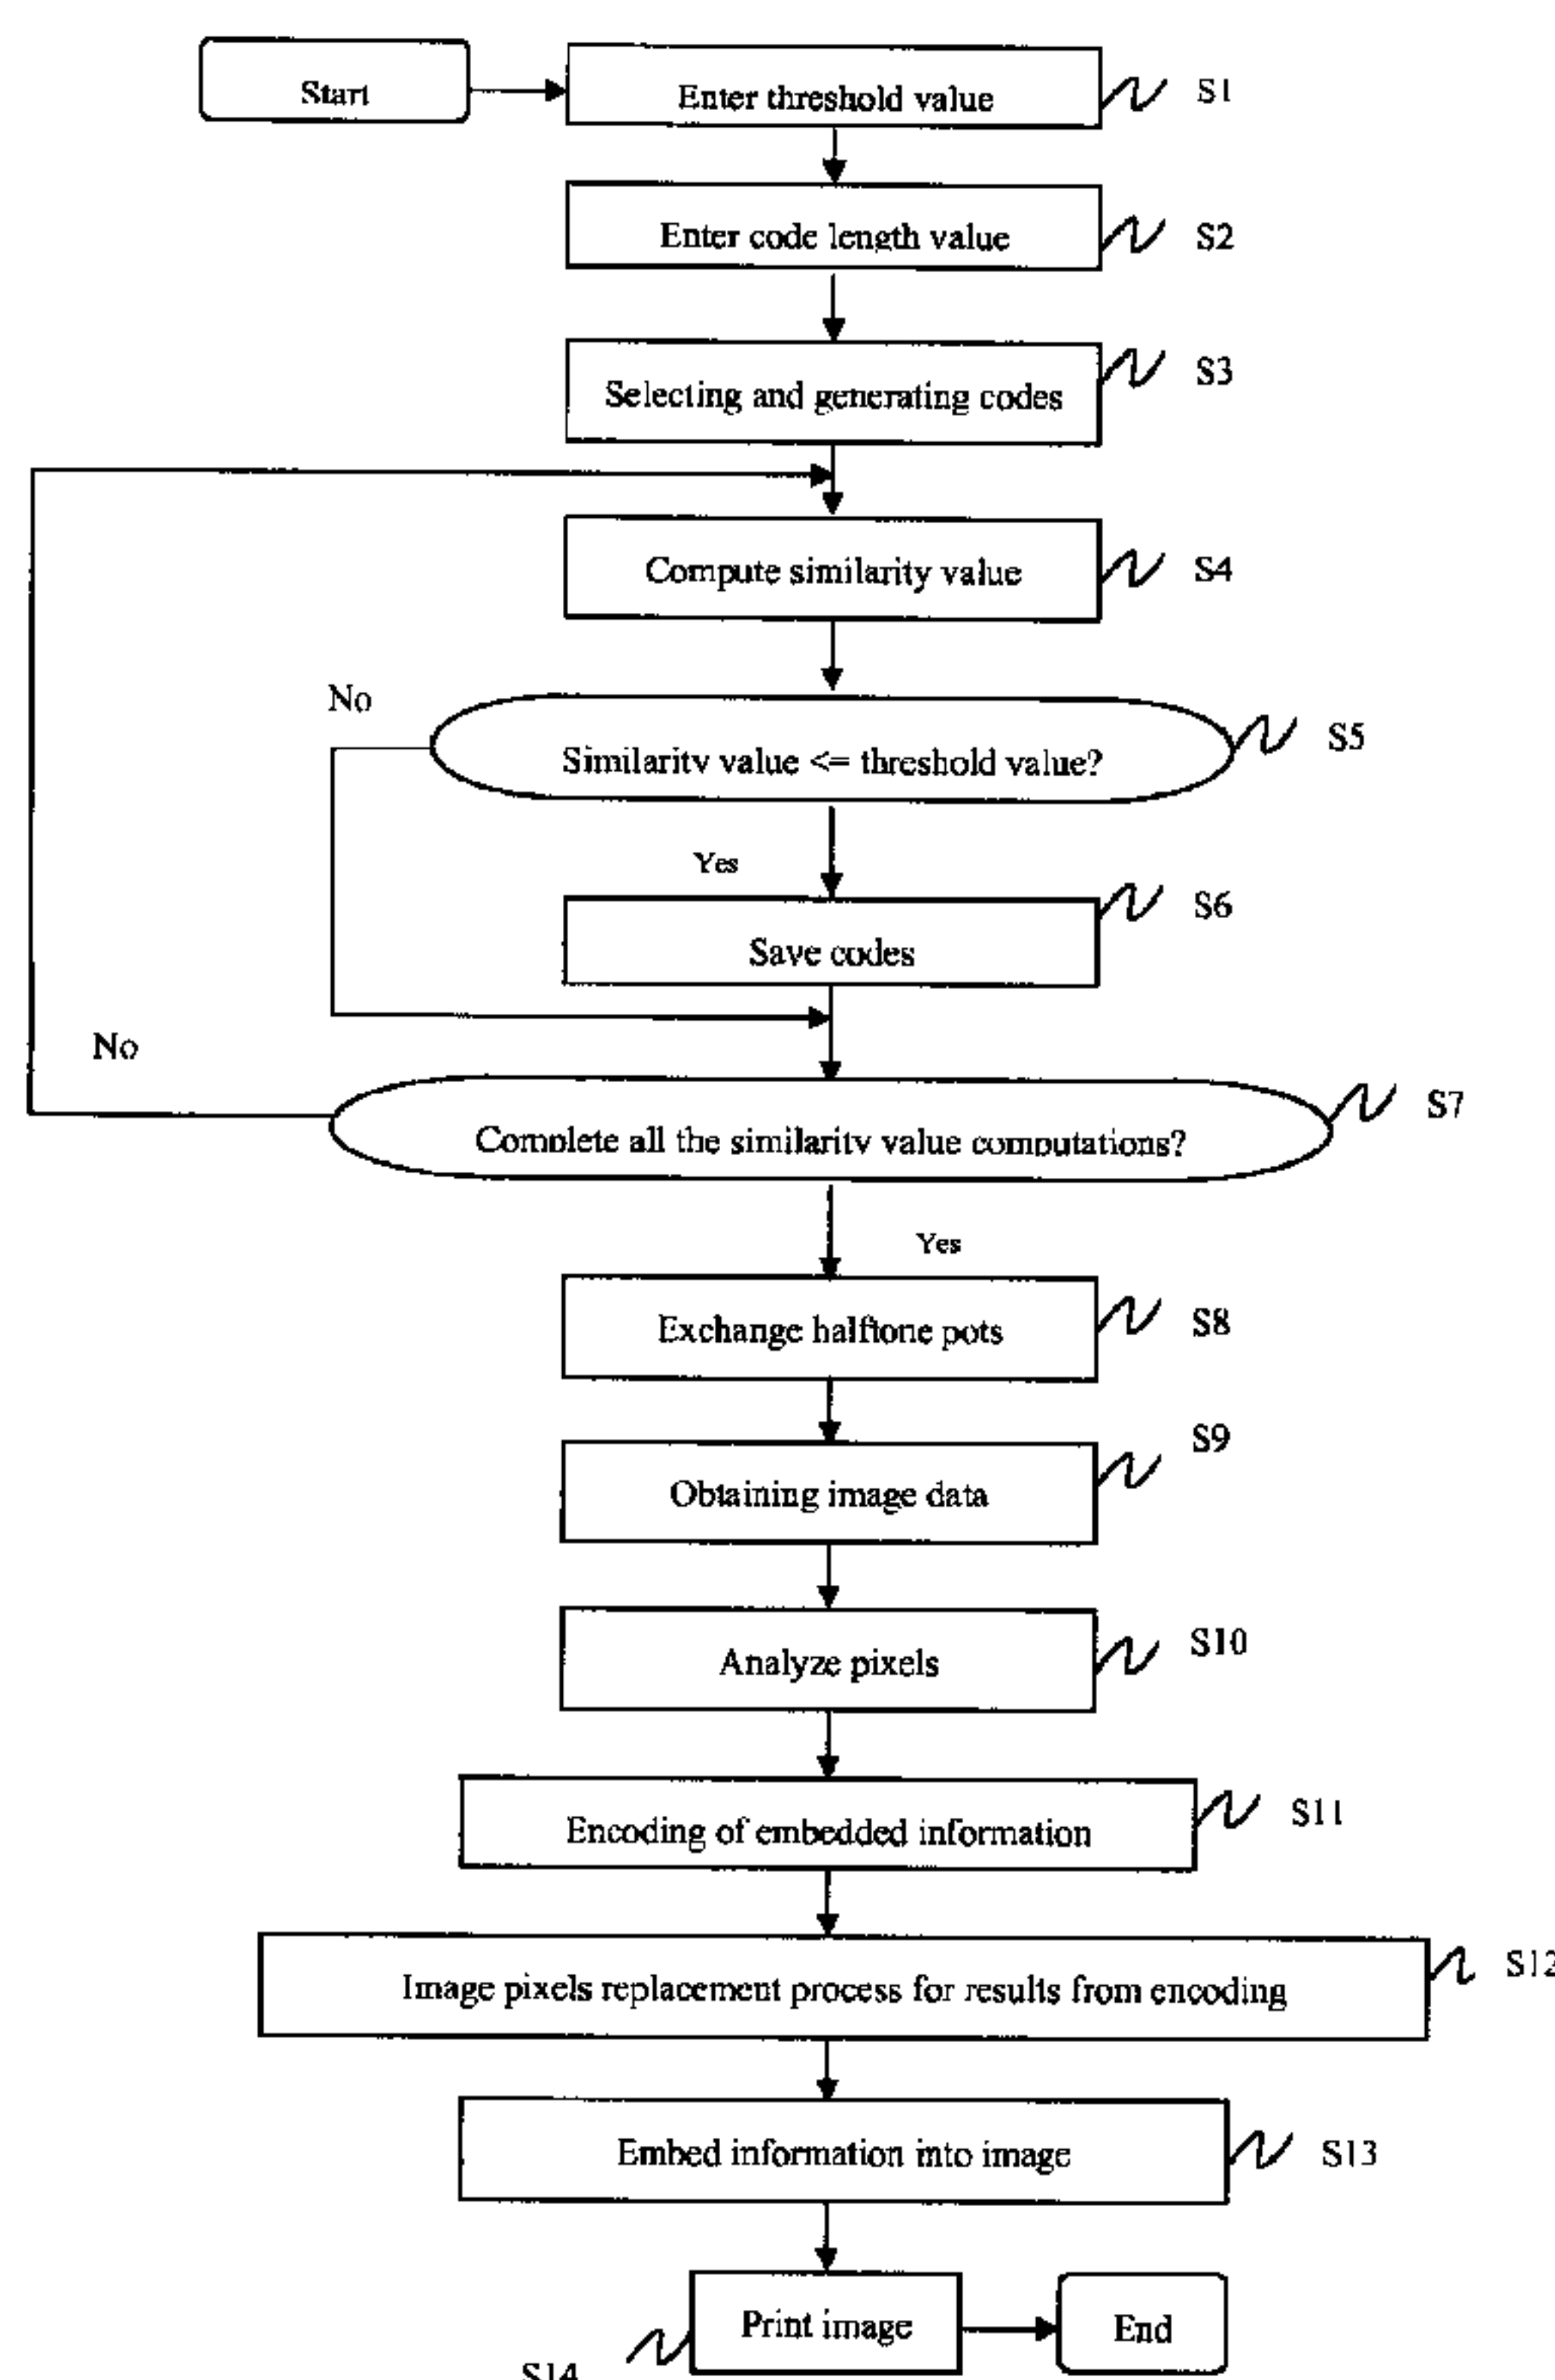 Start
Enter threshold value
S1
Enter code length value
S2
Selecting and generating codes
S3
Compute similarity value
S4
No
Similarity value <= threshold value?
S5
Yes
Save codes
S6
No
Complete all the similarity value computations?
S7
Yes
Exchange halftone pots
S8
Obtaining image data
S9
Analyze pixels
S10
Encoding of embedded information
S11
Image pixels replacement process for results from encoding
S12
Embed information into image
S13
Print image
End
S14